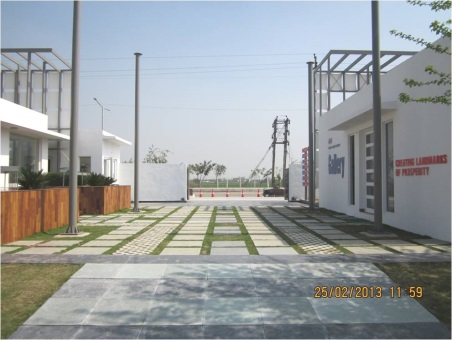 Gallery
CREATING LANDMARKS
OF PROSPERITY
25/02/2013 11 59